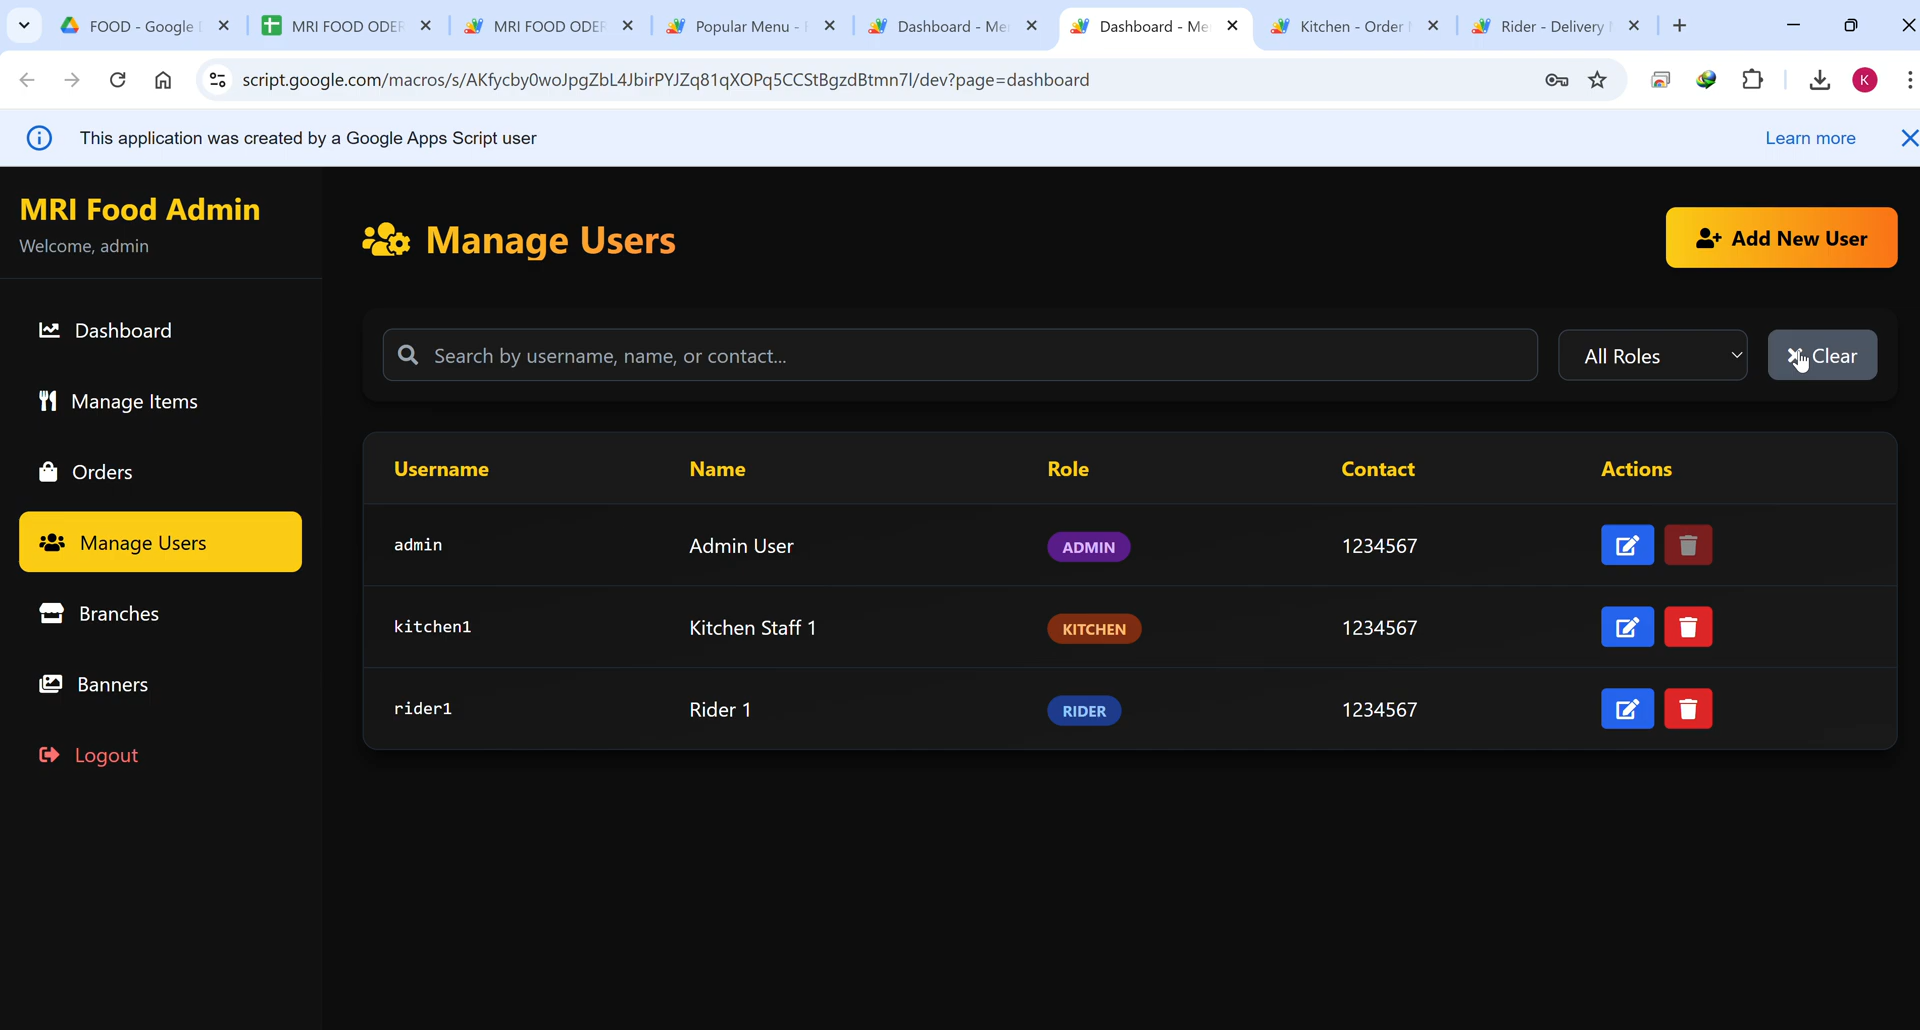 FOOD - Google
MRI FOOD ODER
MRI FOOD ODER
Popular Menu -
Dashboard - Me
Dashboard - Me
Kitchen - Order
Rider - Delivery
script.google.com/macros/s/AKfycby0woJpgZbL4JbirPYJZq81qXOPq5CCStBgzdBtmn7I/dev?page=dashboard
K
This application was created by a Google Apps Script user
Learn more
MRI Food Admin
Welcome, admin
Dashboard
Manage Items
Orders
Manage Users
Branches
Banners
Logout
Manage Users
Add New User
Search by username, name, or contact...
All Roles
Clear
Username Name Role Contact Actions
admin Admin User ADMIN 1234567
kitchen1 Kitchen Staff 1 KITCHEN 1234567
rider1 Rider 1 RIDER 1234567